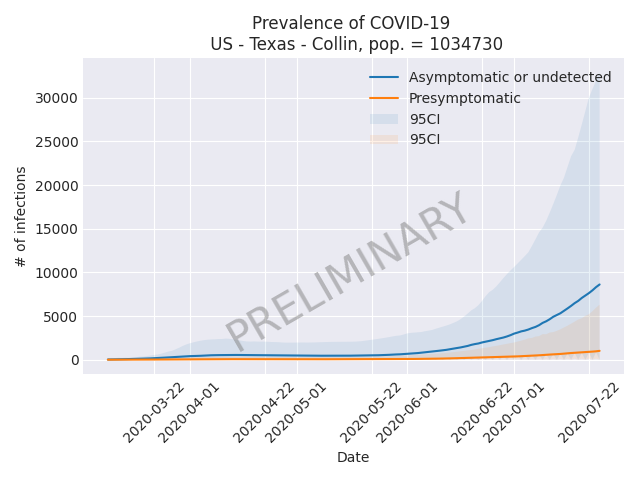 Prevalence of COVID-19
US - Texas - Collin, pop. = 1034730
Asymptomatic or undetected
Presymptomatic
95CI
95CI
30000
25000
20000
15000
10000
5000
0
# of infections
PRELIMINARY
2020-03-22
2020-04-01
2020-04-22
2020-05-01
2020-05-22
2020-06-01
2020-06-22
2020-07-01
2020-07-22
Date